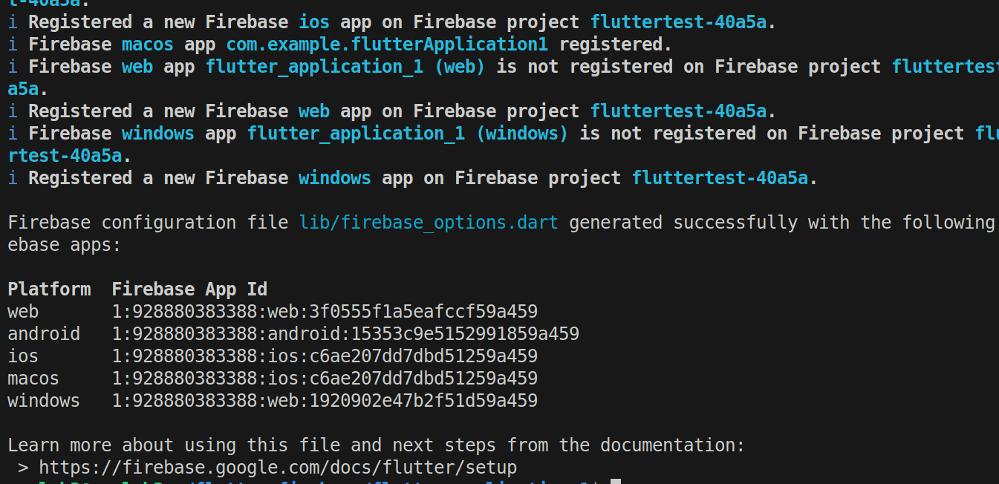 t-40a5a.
i Registered a new Firebase ios app on Firebase project fluttertest-40a5a.
i Firebase macos app com.example.flutterApplication1 registered.
i Firebase web app flutter_application_1 (web) is not registered on Firebase project fluttertest
a5a.
i Registered a new Firebase web app on Firebase project fluttertest-40a5a.
i Firebase windows app flutter_application_1 (windows) is not registered on Firebase project flu
rtest-40a5a.
i Registered a new Firebase windows app on Firebase project fluttertest-40a5a.
Firebase configuration file lib/firebase_options.dart generated successfully with the following
ebase apps:
Platform  Firebase App Id
web       1:928880383388:web:3f0555f1a5eafccf59a459
android   1:928880383388:android:15353c9e5152991859a459
ios       1:928880383388:ios:c6ae207dd7dbd51259a459
macos     1:928880383388:ios:c6ae207dd7dbd51259a459
windows   1:928880383388:web:1920902e47b2f51d59a459
Learn more about using this file and next steps from the documentation:
 > https://firebase.google.com/docs/flutter/setup